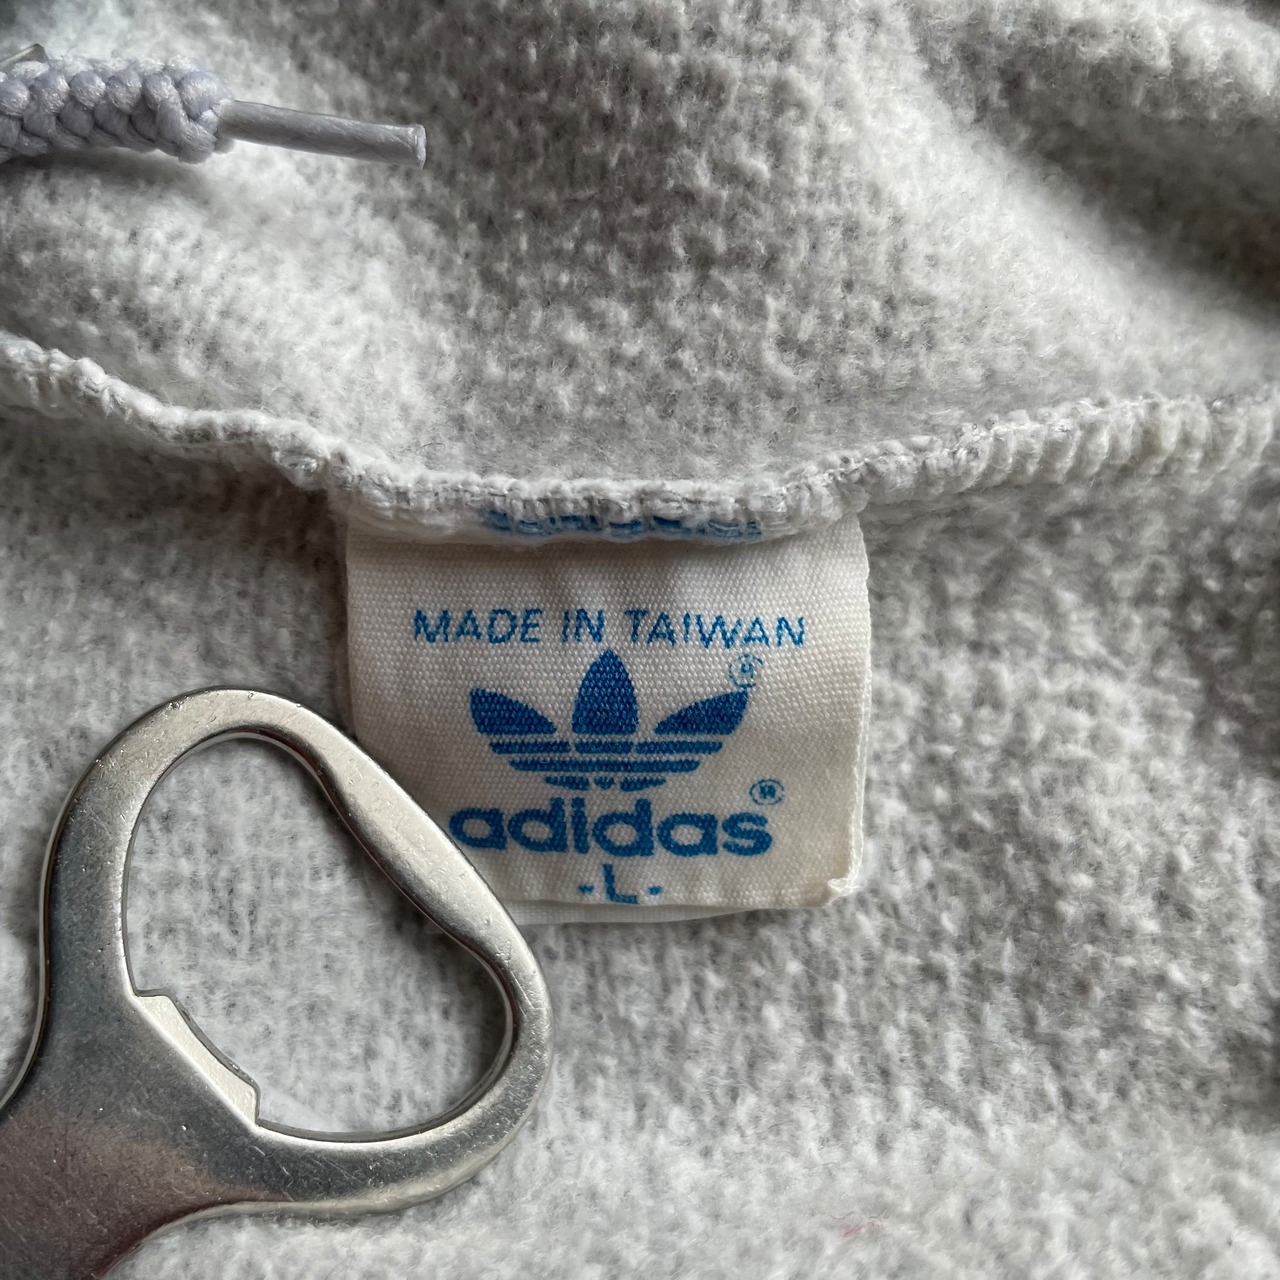 MADE IN TAIWAN
®
adidas®
-L-